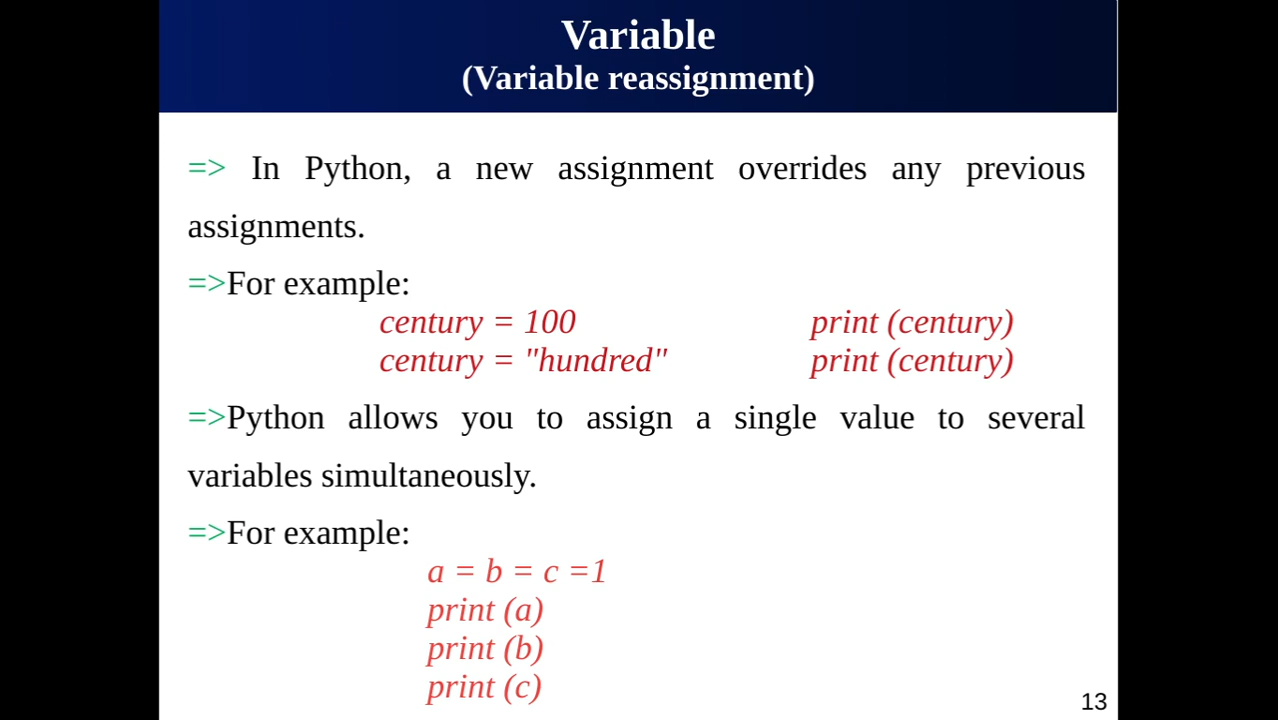 Variable
(Variable reassignment)
=> In Python, a new assignment overrides any previous
assignments.
=>For example:
century = 100 print (century)
century = "hundred" print (century)
=>Python allows you to assign a single value to several
variables simultaneously.
=>For example:
a = b = c =1
print (a)
print (b)
print (c)
13